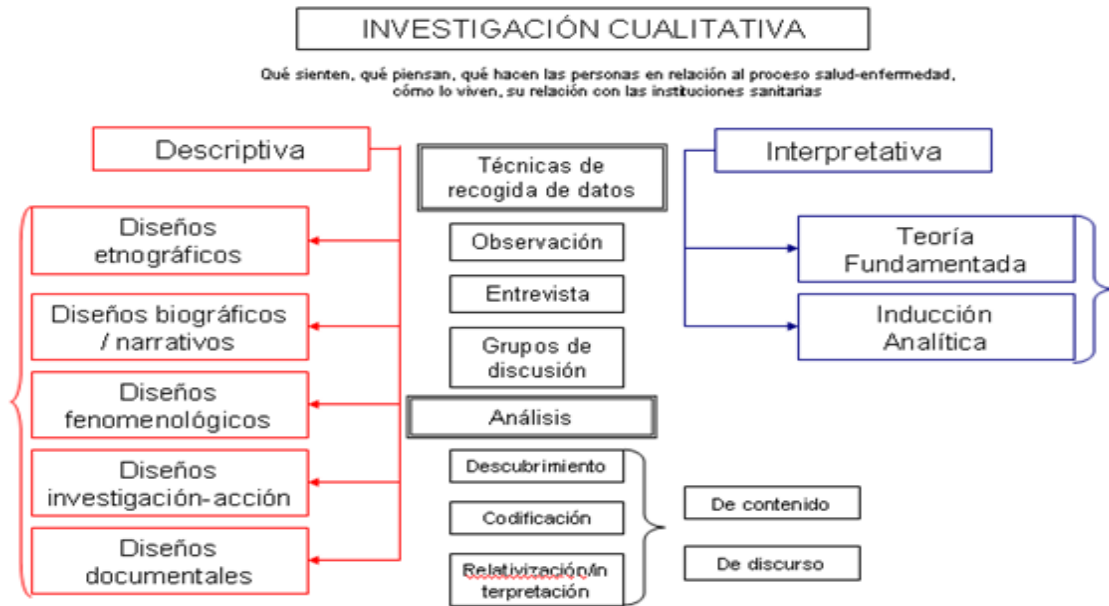 INVESTIGACIÓN CUALITATIVA
Qué sienten, qué piensan, qué hacen las personas en relación al proceso salud-enfermedad,
cómo lo viven, su relación con las instituciones sanitarias
Descriptiva
Diseños
etnográficos
Diseños biográficos
/ narrativos
Diseños
fenomenológicos
Diseños
investigación-acción
Diseños
documentales
Técnicas de
recogida de datos
Observación
Entrevista
Grupos de
discusión
Análisis
Descubrimiento
Codificación
Relativización/in
terpretación
De contenido
De discurso
Interpretativa
Teoría
Fundamentada
Inducción
Analítica